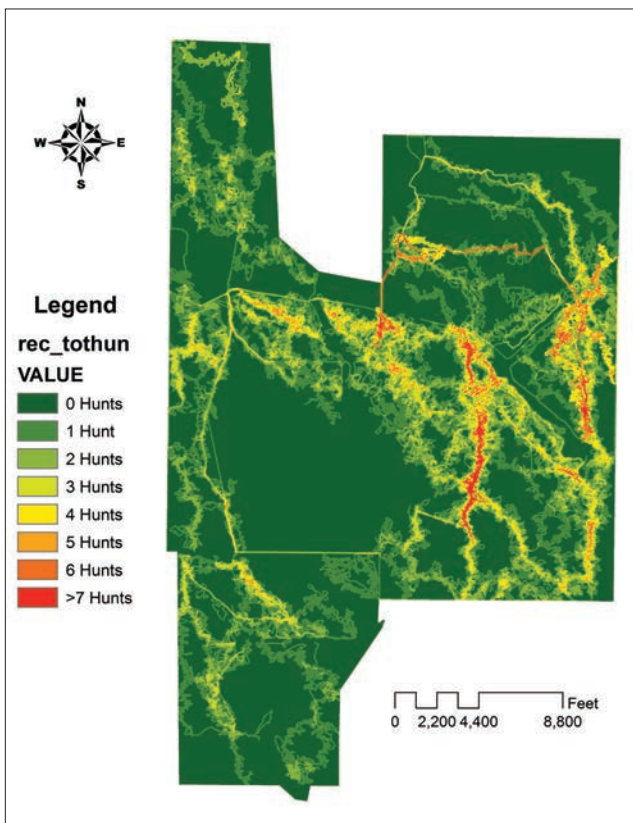 N
W E
S
Legend
rec_tothun
VALUE
0 Hunts
1 Hunt
2 Hunts
3 Hunts
4 Hunts
5 Hunts
6 Hunts
>7 Hunts
Feet
0 2,200 4,400 8,800